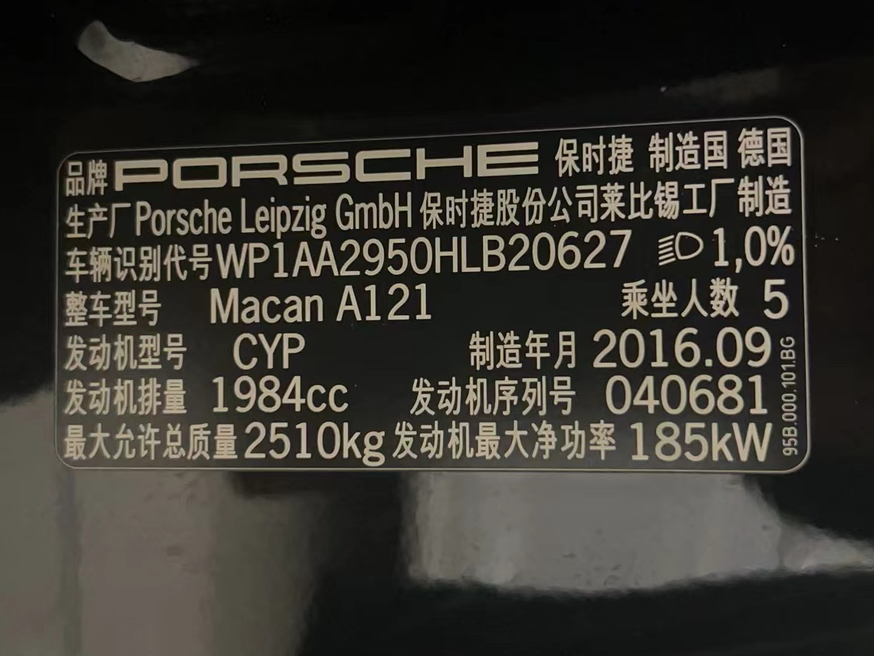 品牌 PORSCHE 保时捷 制造国 德国
生产厂 Porsche Leipzig GmbH 保时捷股份公司莱比锡工厂制造
车辆识别代号 WP1AA2950HLB20627 1,0%
整车型号 Macan A121 乘坐人数 5
发动机型号 CYP 制造年月 2016.09
发动机排量 1984cc 发动机序列号 040681
最大允许总质量 2510kg 发动机最大净功率 185kW
95B.000.101.BG